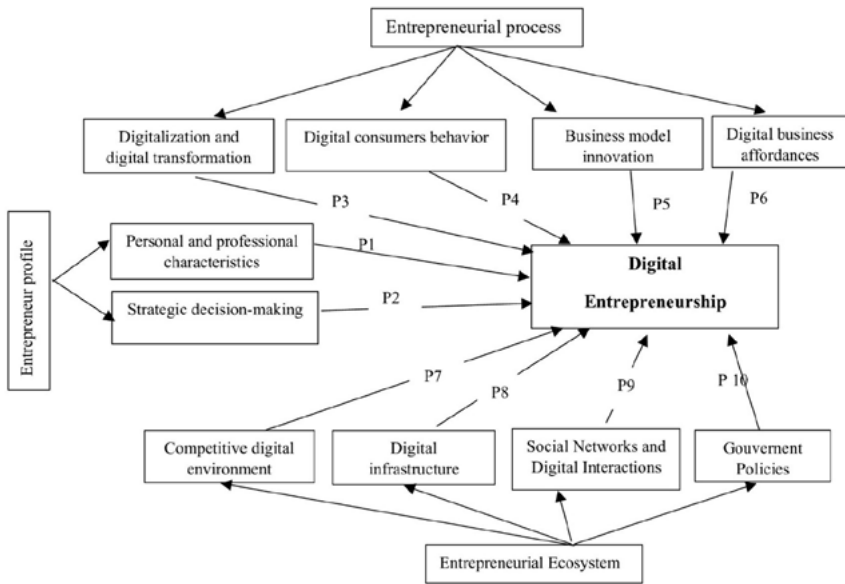 Entrepreneurial process
Digitalization and
digital transformation
Digital consumers behavior
Business model
innovation
Digital business
affordances
P3
P4
P5
P6
Entrepreneur profile
Personal and professional
characteristics
P1
Strategic decision-making
P2
Digital
Entrepreneurship
P7
P8
P9
P 10
Competitive digital
environment
Digital
infrastructure
Social Networks and
Digital Interactions
Gouvernent
Policies
Entrepreneurial Ecosystem